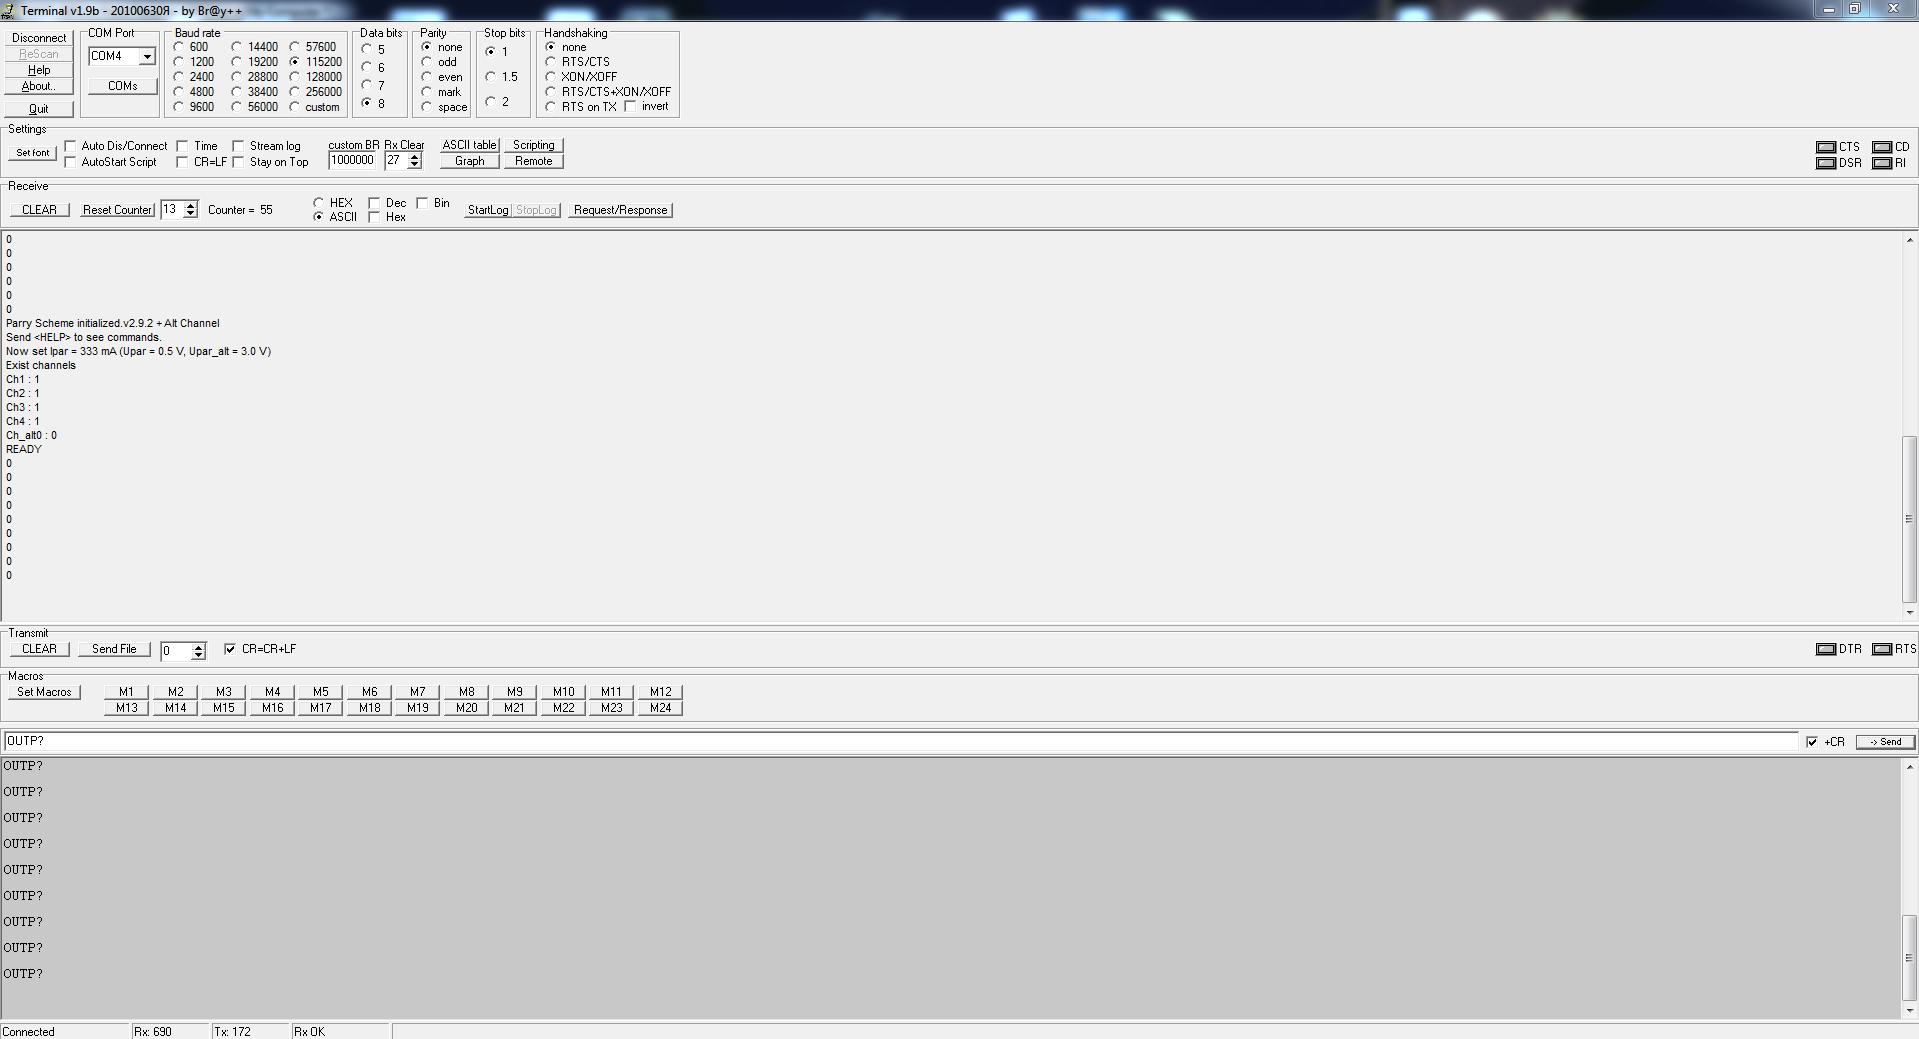 Terminal v1.9b - 20100630Я - by Br@y++
Disconnect
ReScan
Help
About..
Quit
COM Port
COM4
COMs
Baud rate
600 14400 57600
1200 19200 115200
2400 28800 128000
4800 38400 256000
9600 56000 custom
Data bits
5
6
7
8
Parity
none
odd
even
mark
space
Stop bits
1
1.5
2
Handshaking
none
RTS/CTS
XON/XOFF
RTS/CTS+XON/XOFF
RTS on TX invert
Settings
Set font
Auto Dis/Connect Time Stream log
AutoStart Script CR=LF Stay on Top
custom BR Rx Clear
1000000 27
ASCII table Scripting
Graph Remote
CTS CD
DSR RI
Receive
CLEAR Reset Counter 13 Counter = 55
HEX Dec Bin
ASCII Hex
StartLog StopLog Request/Response
0
0
0
0
0
0
Parry Scheme initialized.v2.9.2 + Alt Channel
Send <HELP> to see commands.
Now set Ipar = 333 mA (Upar = 0.5 V, Upar_alt = 3.0 V)
Exist channels
Ch1 : 1
Ch2 : 1
Ch3 : 1
Ch4 : 1
Ch_alt0 : 0
READY
0
0
0
0
0
0
0
0
0
Transmit
CLEAR Send File 0 CR=CR+LF
DTR RTS
Macros
Set Macros
M1 M2 M3 M4 M5 M6 M7 M8 M9 M10 M11 M12
M13 M14 M15 M16 M17 M18 M19 M20 M21 M22 M23 M24
OUTP? +CR -> Send
OUTP?
OUTP?
OUTP?
OUTP?
OUTP?
OUTP?
OUTP?
OUTP?
OUTP?
Connected Rx: 690 Tx: 172 Rx OK